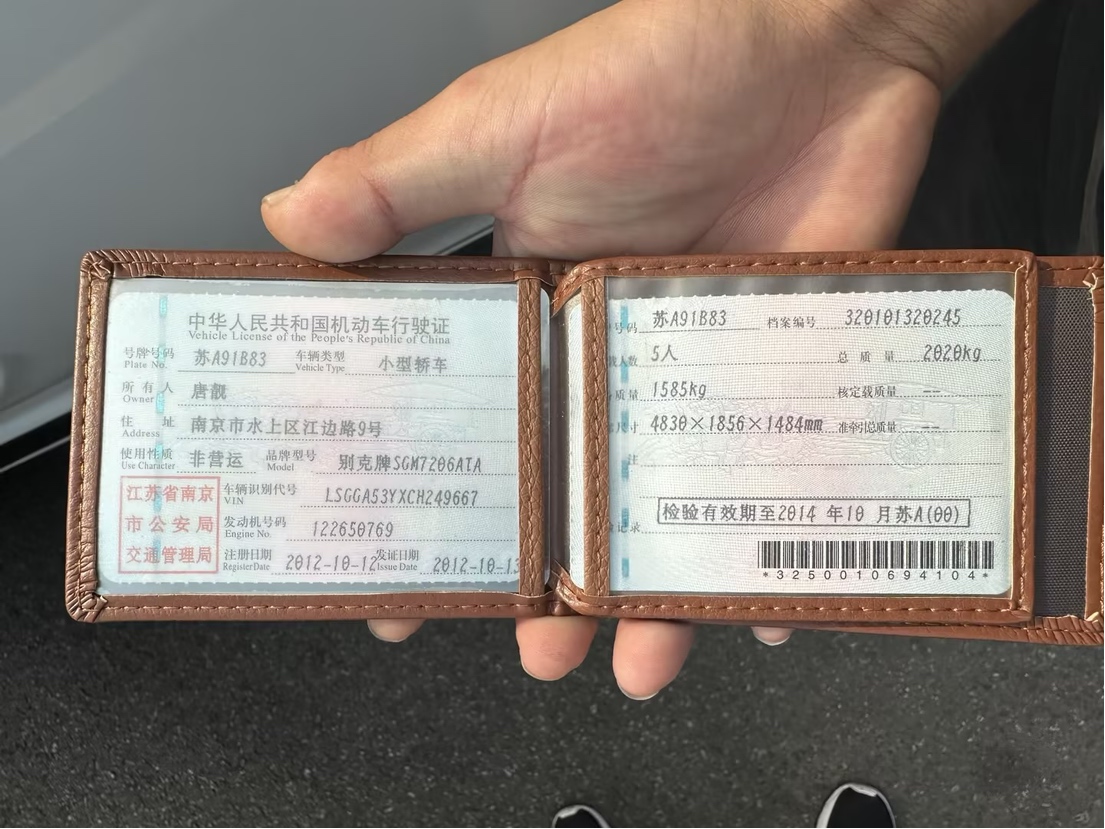 中华人民共和国机动车行驶证
Vehicle License of the People's Republic of China
号牌号码 苏A91B83 车辆类型 小型轿车
Plate No. Vehicle Type
所有人 唐觀
Owner
住址 南京市水上区江边路9号
Address
使用性质 非营运 品牌型号 别克牌SGM7206ATA
Use Character Model
江苏省南京
市公安局
交通管理局
车辆识别代号 LSGGA53YXCH249667
VIN
发动机号码 122650769
Engine No.
注册日期 2012-10-12 发证日期 2012-10-13
Register Date Issue Date
号码 苏A91B83 档案编号 320101320245
人数 5人 总质量 2020kg
质量 1585kg 核定载质量 --
尺寸 4830×1856×1484mm 准牵引总质量 --
注
记录 检验有效期至2014 年10 月苏A(00)
*3250010694104*